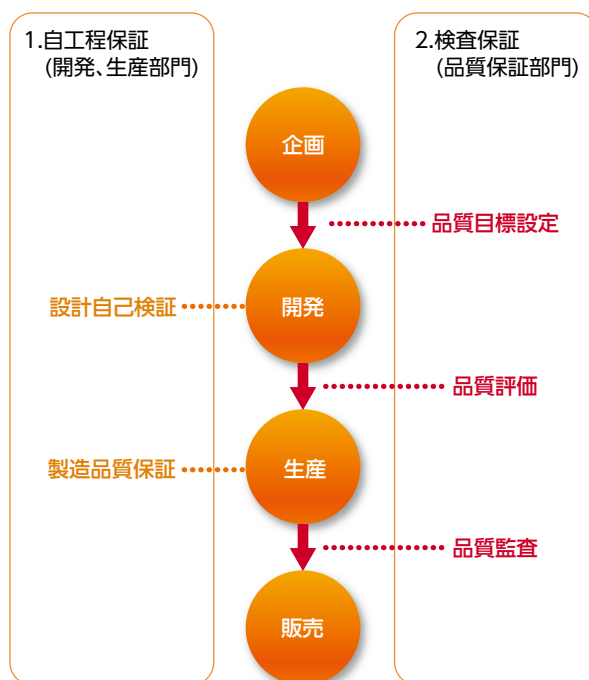 1.自工程保証
(開発、生産部門)
2.検査保証
(品質保証部門)
企画
品質目標設定
設計自己検証
開発
品質評価
製造品質保証
生産
品質監査
販売